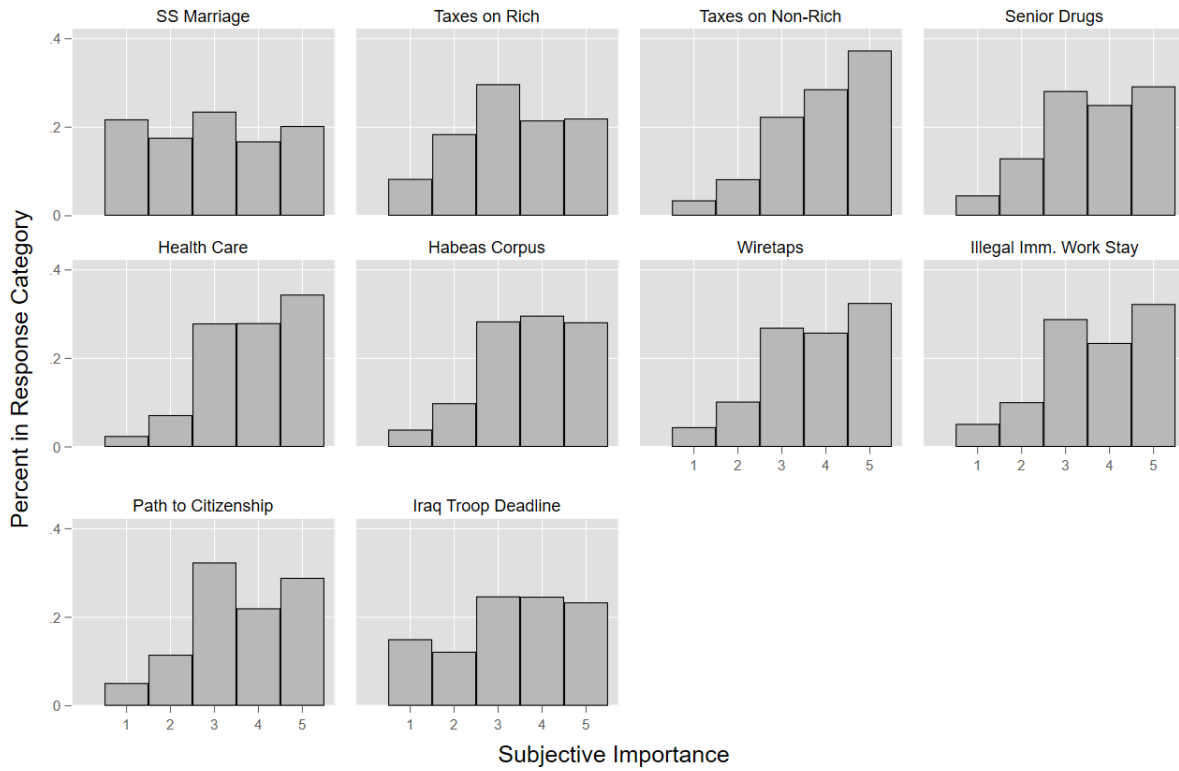 SS Marriage
Taxes on Rich
Taxes on Non-Rich
Senior Drugs
.4
.2
0
Health Care
Habeas Corpus
Wiretaps
Illegal Imm. Work Stay
.4
.2
0
1 2 3 4 5
1 2 3 4 5
Path to Citizenship
Iraq Troop Deadline
.4
.2
0
1 2 3 4 5
1 2 3 4 5
Percent in Response Category
Subjective Importance